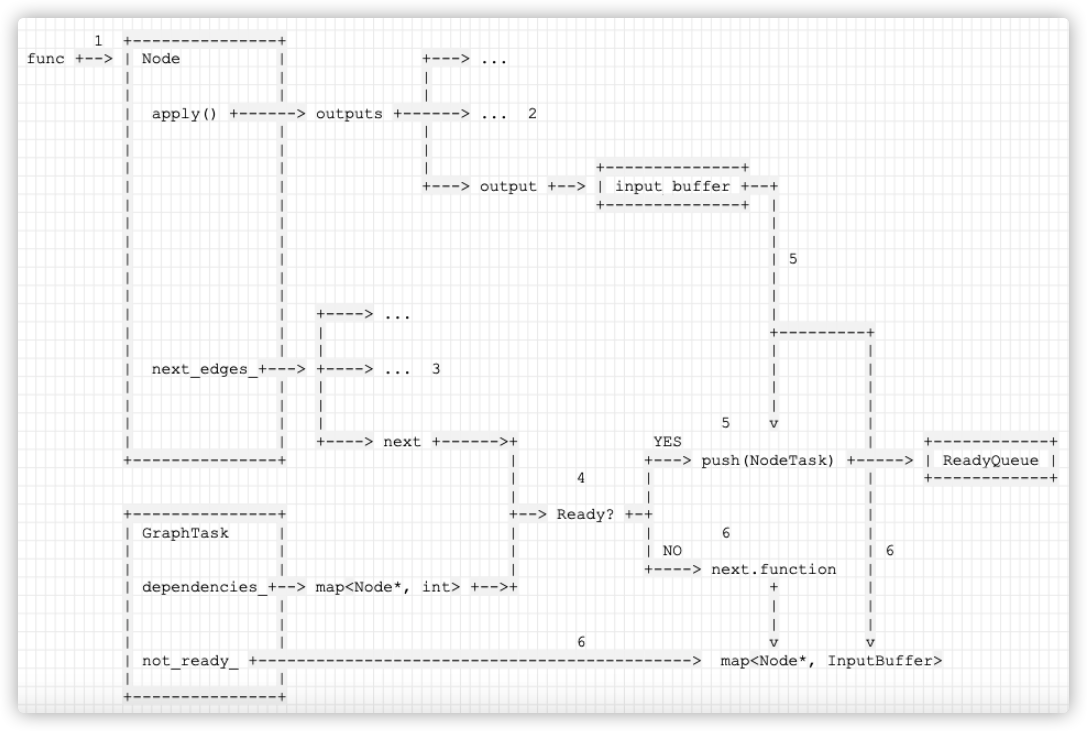 1
func Node ...
apply() outputs ... 2
output input buffer
5
...
next_edges_ ... 3
5
next YES
push(NodeTask) ReadyQueue
4
Ready?
GraphTask 6
NO 6
next.function
dependencies_ map<Node*, int>
6
not_ready_ map<Node*, InputBuffer>